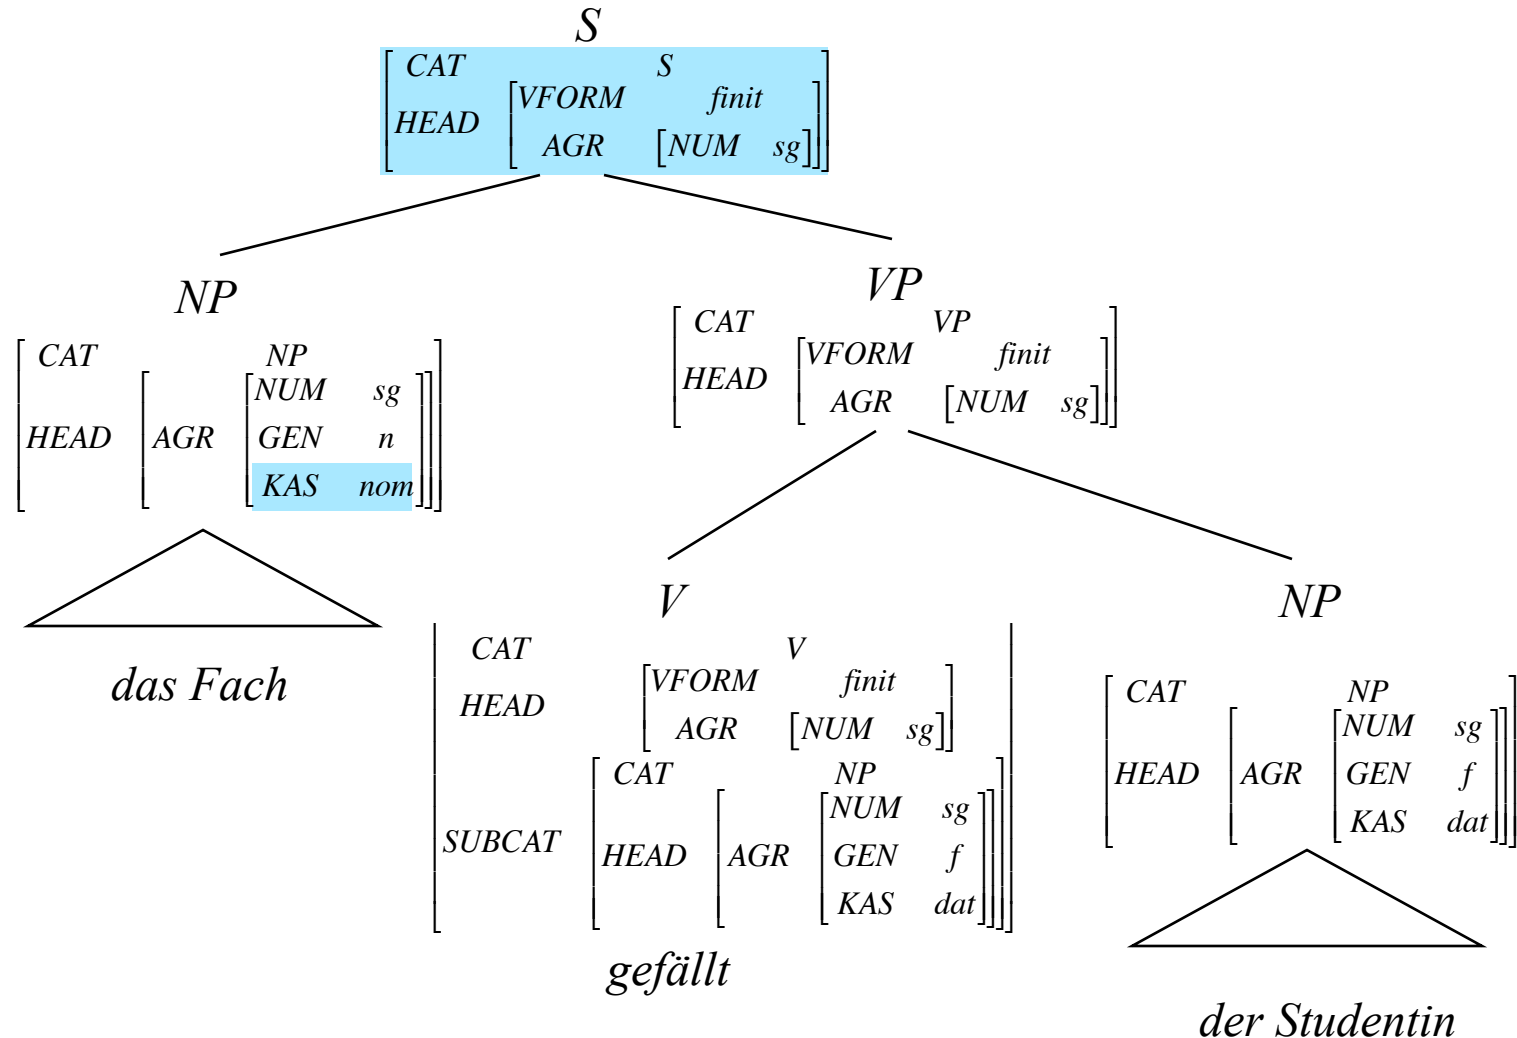 S
CAT S
HEAD VFORM finit
AGR [NUM sg]
NP
CAT NP
HEAD AGR NUM sg
GEN n
KAS nom
das Fach
VP
CAT VP
HEAD VFORM finit
AGR [NUM sg]
V
CAT V
HEAD VFORM finit
AGR [NUM sg]
SUBCAT CAT NP
HEAD AGR NUM sg
GEN f
KAS dat
gefällt
NP
CAT NP
HEAD AGR NUM sg
GEN f
KAS dat
der Studentin